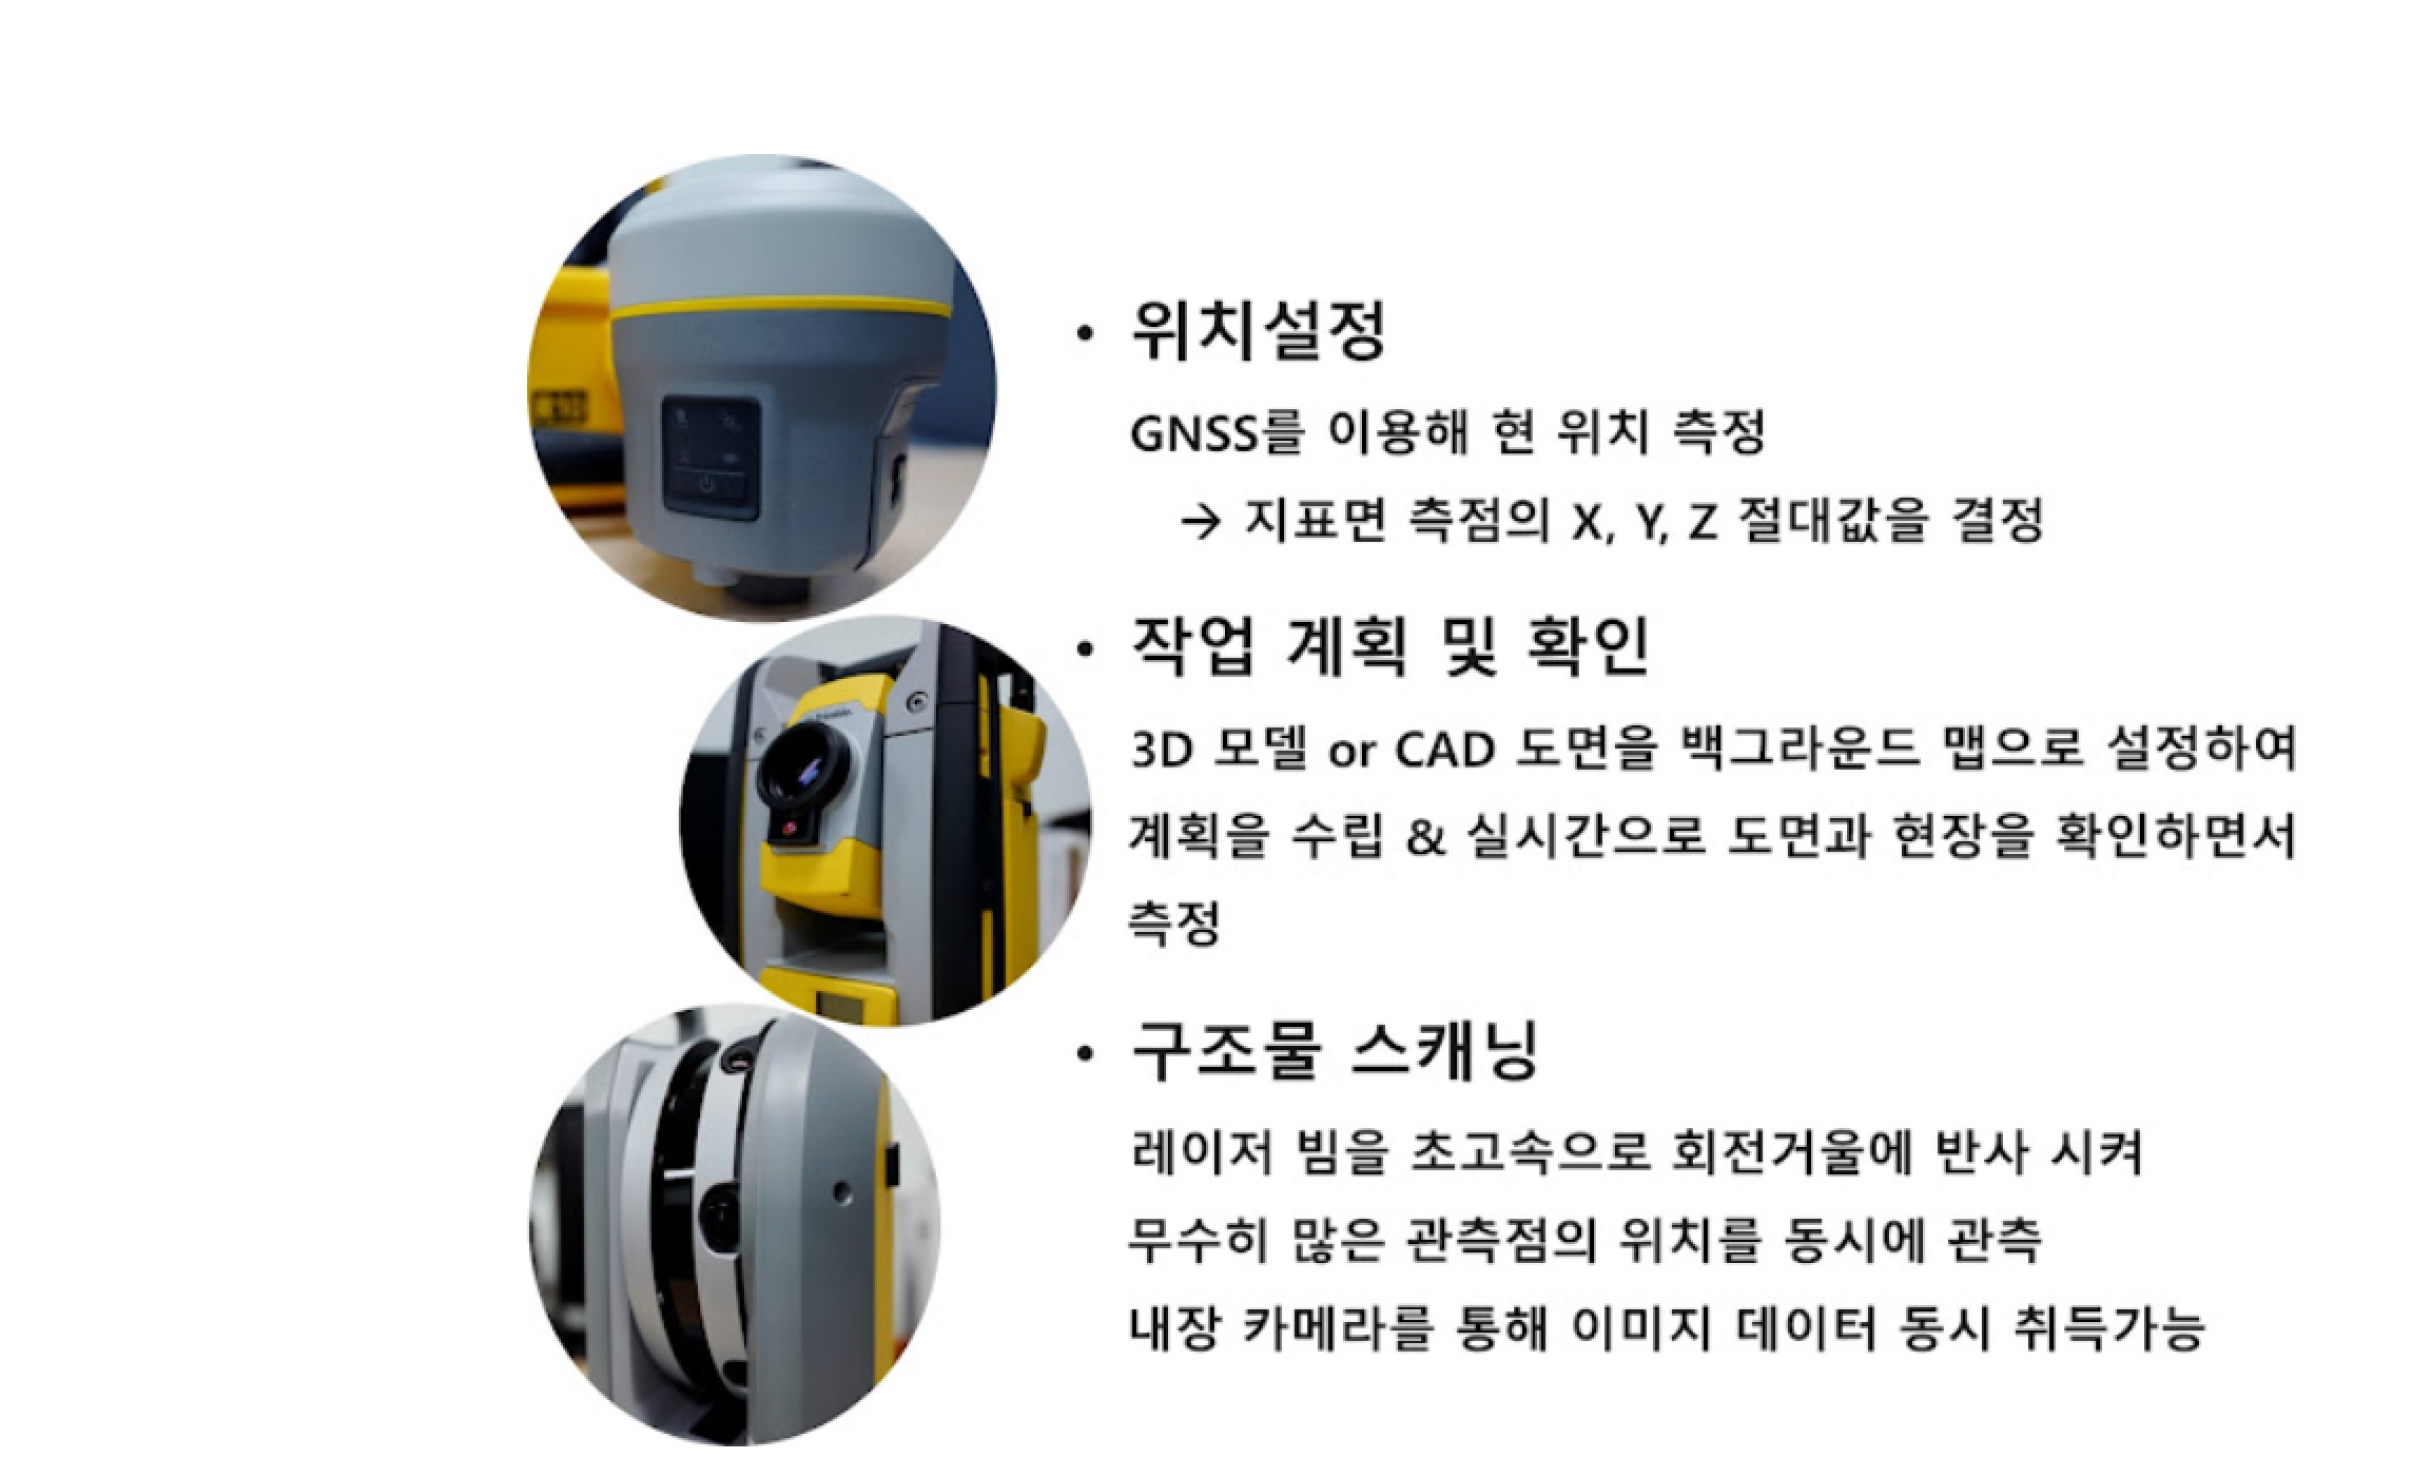 • 위치설정
GNSS를 이용해 현 위치 측정
→ 지표면 측점의 X, Y, Z 절대값을 결정
• 작업 계획 및 확인
3D 모델 or CAD 도면을 백그라운드 맵으로 설정하여
계획을 수립 & 실시간으로 도면과 현장을 확인하면서
측정
• 구조물 스캐닝
레이저 빔을 초고속으로 회전거울에 반사 시켜
무수히 많은 관측점의 위치를 동시에 관측
내장 카메라를 통해 이미지 데이터 동시 취득가능